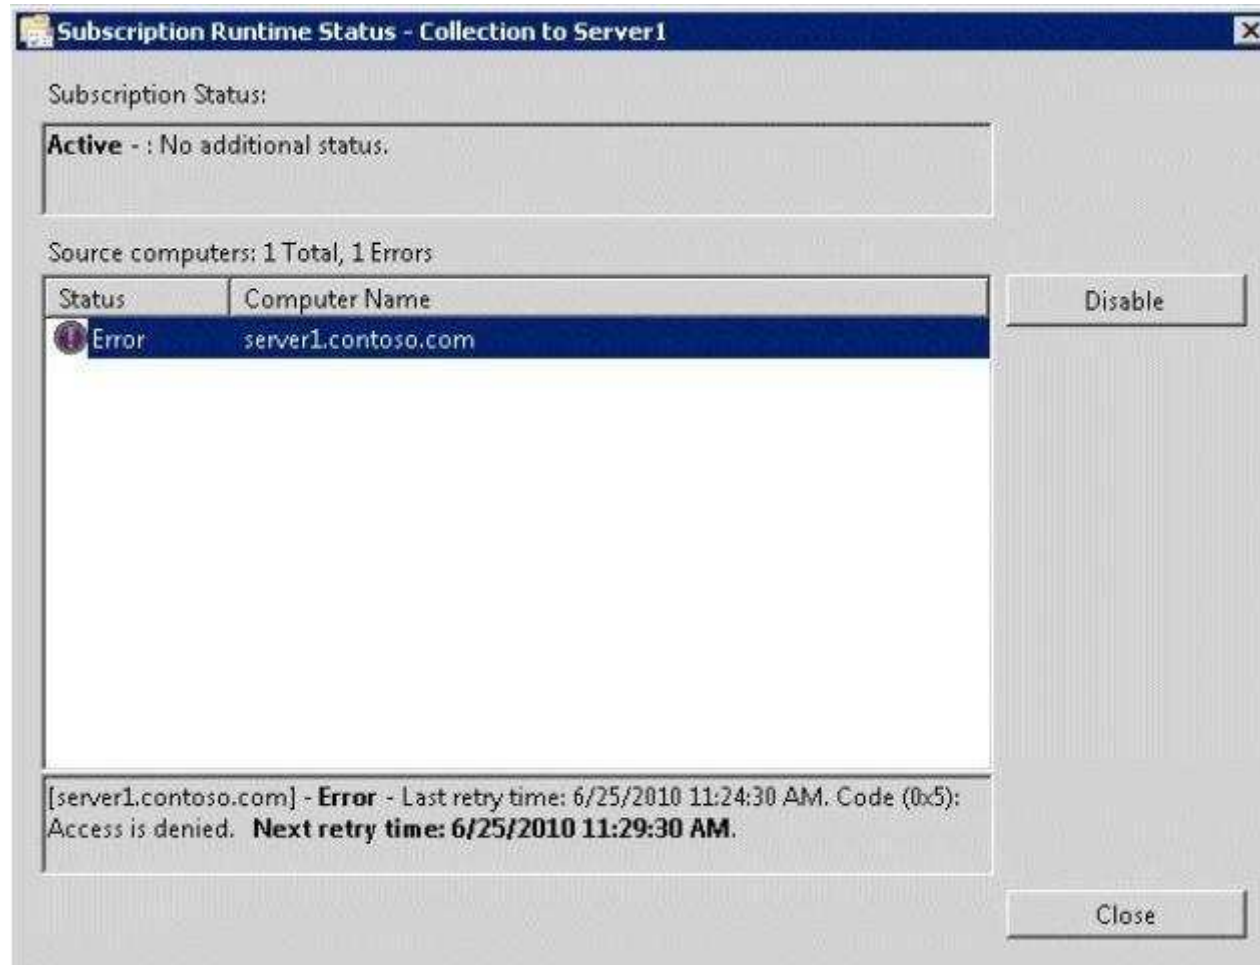 Subscription Runtime Status - Collection to Server1
Subscription Status:
Active - : No additional status.
Source computers: 1 Total, 1 Errors
Status Computer Name
Disable
Error server1.contoso.com
[server1.contoso.com] - Error - Last retry time: 6/25/2010 11:24:30 AM. Code (0x5):
Access is denied. Next retry time: 6/25/2010 11:29:30 AM.
Close